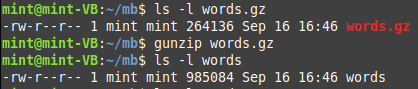 mint@mint-VB:~/mb$ ls -l words.gz
-rw-r--r-- 1 mint mint 264136 Sep 16 16:46 words.gz
mint@mint-VB:~/mb$ gunzip words.gz
mint@mint-VB:~/mb$ ls -l words
-rw-r--r-- 1 mint mint 985084 Sep 16 16:46 words